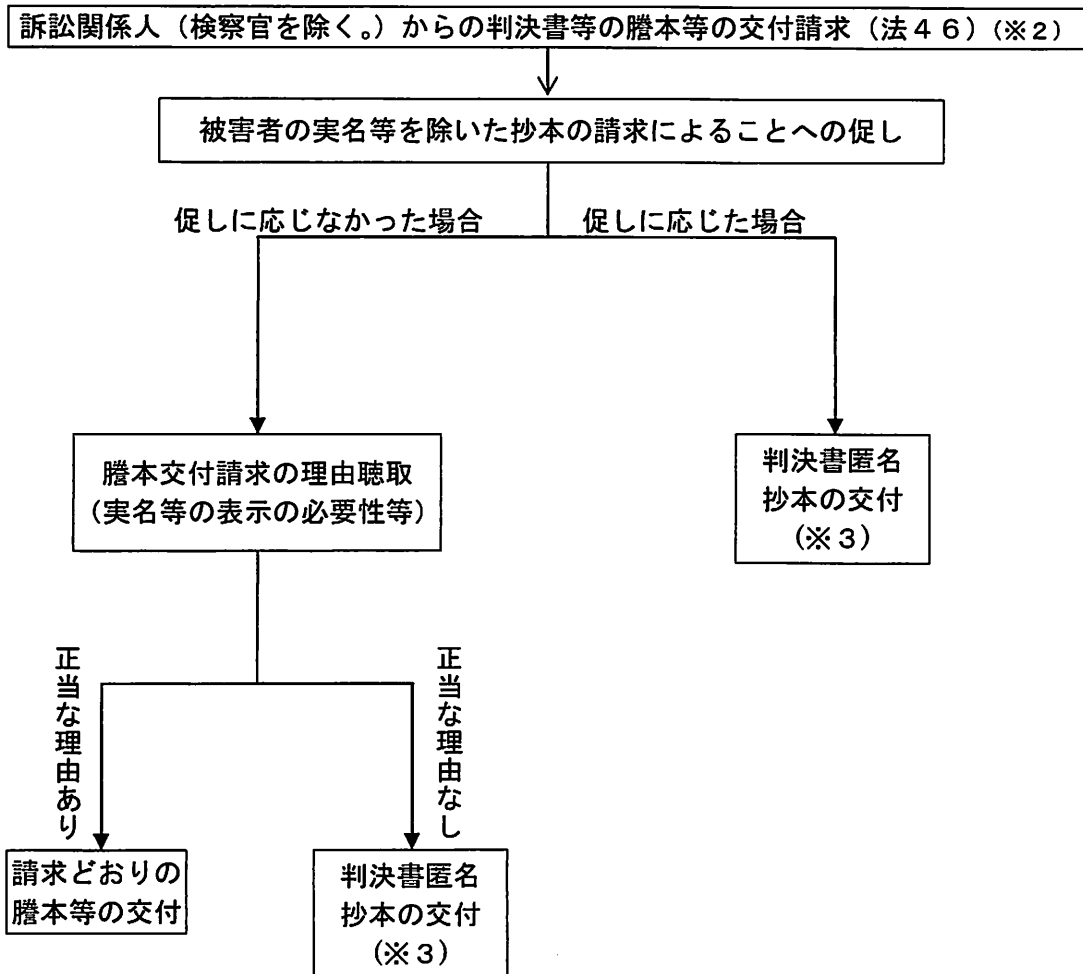 訴訟関係人（検察官を除く。）からの判決書等の謄本等の交付請求（法４６）（※２）
被害者の実名等を除いた抄本の請求によることへの促し
促しに応じなかった場合
促しに応じた場合
謄本交付請求の理由聴取
（実名等の表示の必要性等）
判決書匿名
抄本の交付
（※３）
正当な理由あり
正当な理由なし
請求どおりの
謄本等の交付
判決書匿名
抄本の交付
（※３）